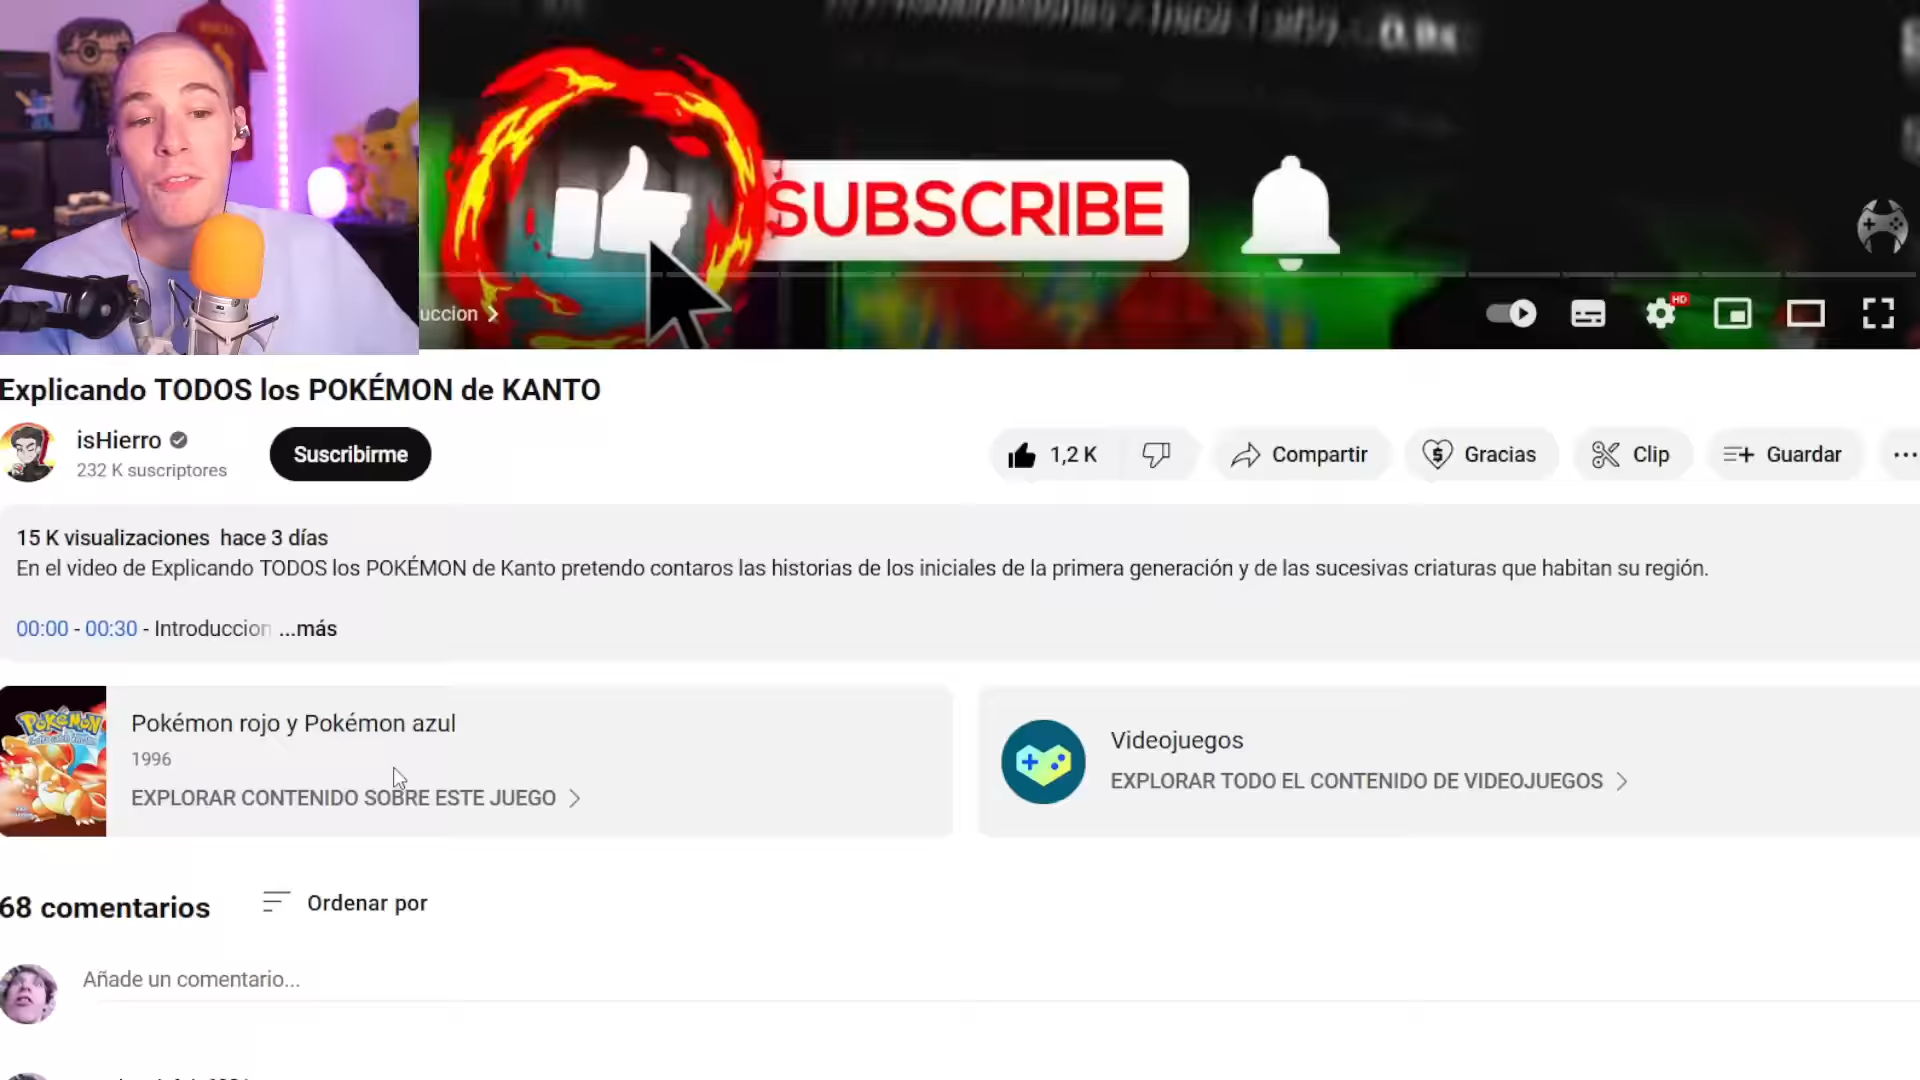 SUBSCRIBE
HD
uccion
Explicando TODOS los POKÉMON de KANTO
isHierro
232 K suscriptores
Suscribirme
1,2 K
Compartir
Gracias
Clip
Guardar
15 K visualizaciones hace 3 días
En el video de Explicando TODOS los POKÉMON de Kanto pretendo contaros las historias de los iniciales de la primera generación y de las sucesivas criaturas que habitan su región.
00:00 - 00:30 - Introduccion ...más
POKéMON
Pokémon rojo y Pokémon azul
1996
EXPLORAR CONTENIDO SOBRE ESTE JUEGO
Videojuegos
EXPLORAR TODO EL CONTENIDO DE VIDEOJUEGOS
68 comentarios
Ordenar por
Añade un comentario...